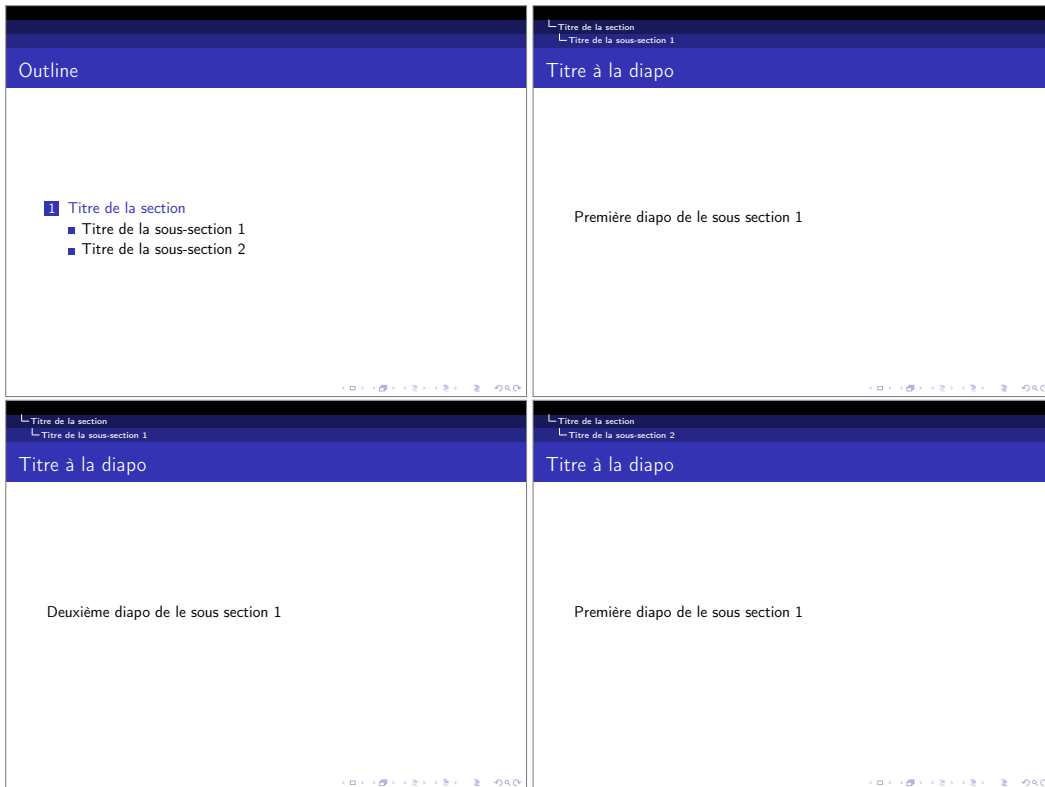 Outline
1 Titre de la section
Titre de la sous-section 1
Titre de la sous-section 2
Titre de la section
Titre de la sous-section 1
Titre à la diapo
Première diapo de le sous section 1
Titre de la section
Titre de la sous-section 1
Titre à la diapo
Deuxième diapo de le sous section 1
Titre de la section
Titre de la sous-section 2
Titre à la diapo
Première diapo de le sous section 1